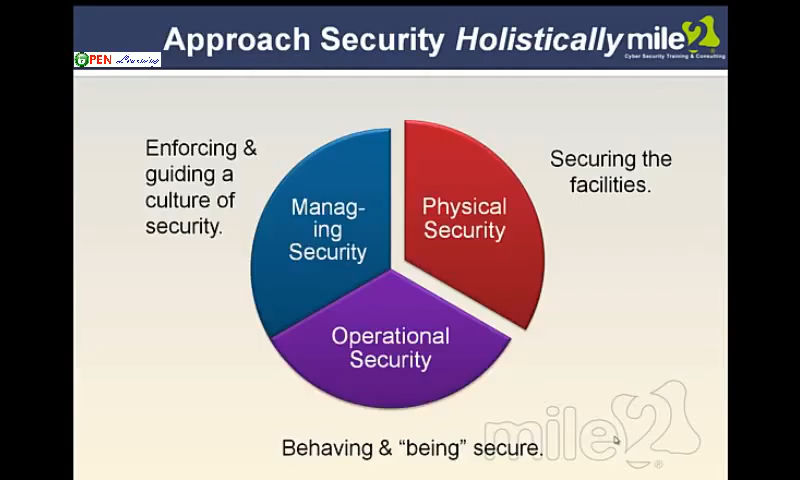 Approach Security Holistically
mile2
Cyber Security Training & Consulting
OPEN Learning
Enforcing &
guiding a
culture of
security.
Manag-
ing
Security
Physical
Security
Securing the
facilities.
Operational
Security
Behaving & “being” secure.
mile2
®